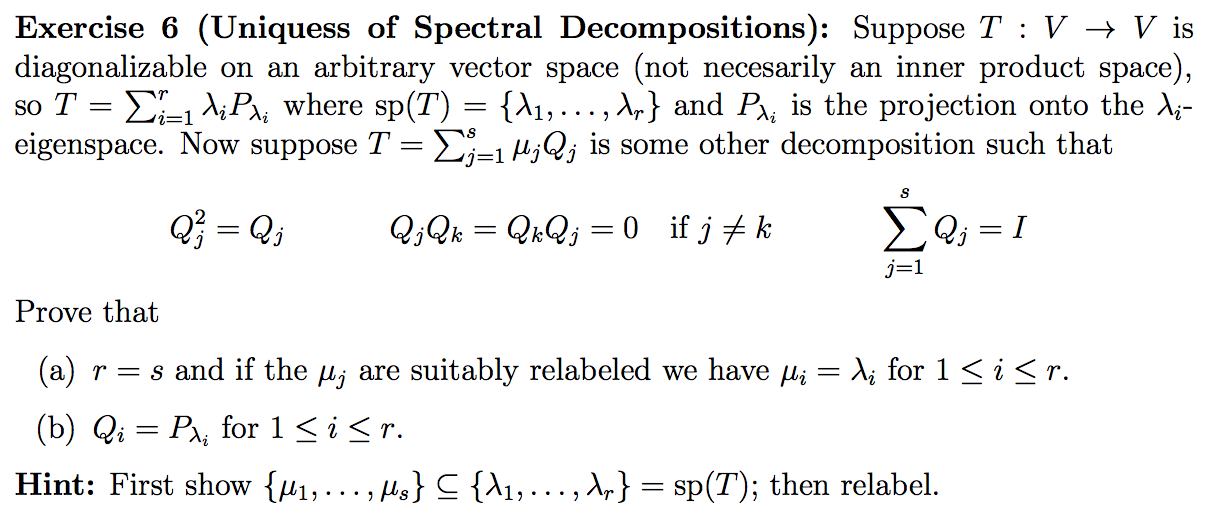 Exercise 6 (Uniquess of Spectral Decompositions): Suppose T : V → V is
diagonalizable on an arbitrary vector space (not necesarily an inner product space),
so T = ∑_{i=1}^{r} λ_i P_{λ_i} where sp(T) = {λ_1, . . . , λ_r} and P_{λ_i} is the projection onto the λ_i-
eigenspace. Now suppose T = ∑_{j=1}^{s} μ_j Q_j is some other decomposition such that
Q_j^2 = Q_j    Q_j Q_k = Q_k Q_j = 0 if j ≠ k    ∑_{j=1}^{s} Q_j = I
Prove that
(a) r = s and if the μ_j are suitably relabeled we have μ_i = λ_i for 1 ≤ i ≤ r.
(b) Q_i = P_{λ_i} for 1 ≤ i ≤ r.
Hint: First show {μ_1, . . . , μ_s} ⊆ {λ_1, . . . , λ_r} = sp(T); then relabel.